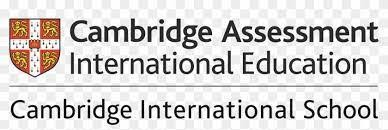 Cambridge Assessment
International Education
Cambridge International School